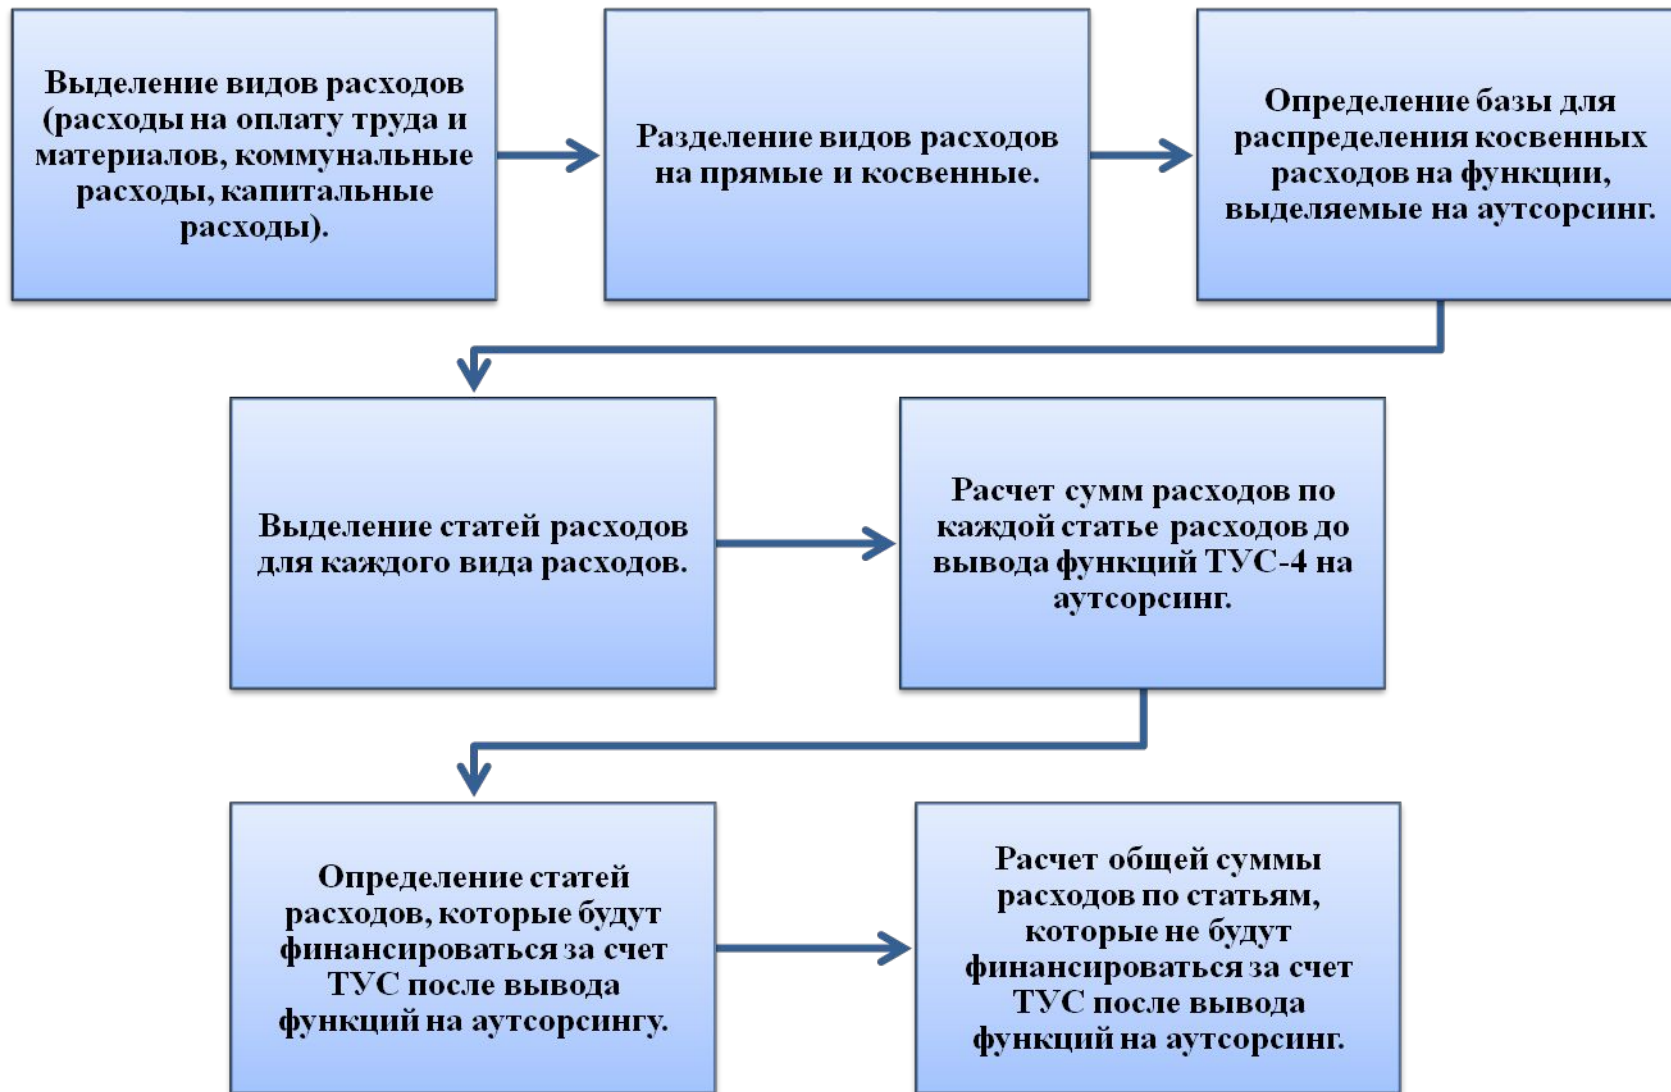 Выделение видов расходов
(расходы на оплату труда и
материалов, коммунальные
расходы, капитальные
расходы).
Разделение видов расходов
на прямые и косвенные.
Определение базы для
распределения косвенных
расходов на функции,
выделяемые на аутсорсинг.
Выделение статей расходов
для каждого вида расходов.
Расчет сумм расходов по
каждой статье расходов до
вывода функций ТУС-4 на
аутсорсинг.
Определение статей
расходов, которые будут
финансироваться за счет
ТУС после вывода
функций на аутсорсингу.
Расчет общей суммы
расходов по статьям,
которые не будут
финансироваться за счет
ТУС после вывода
функций на аутсорсинг.